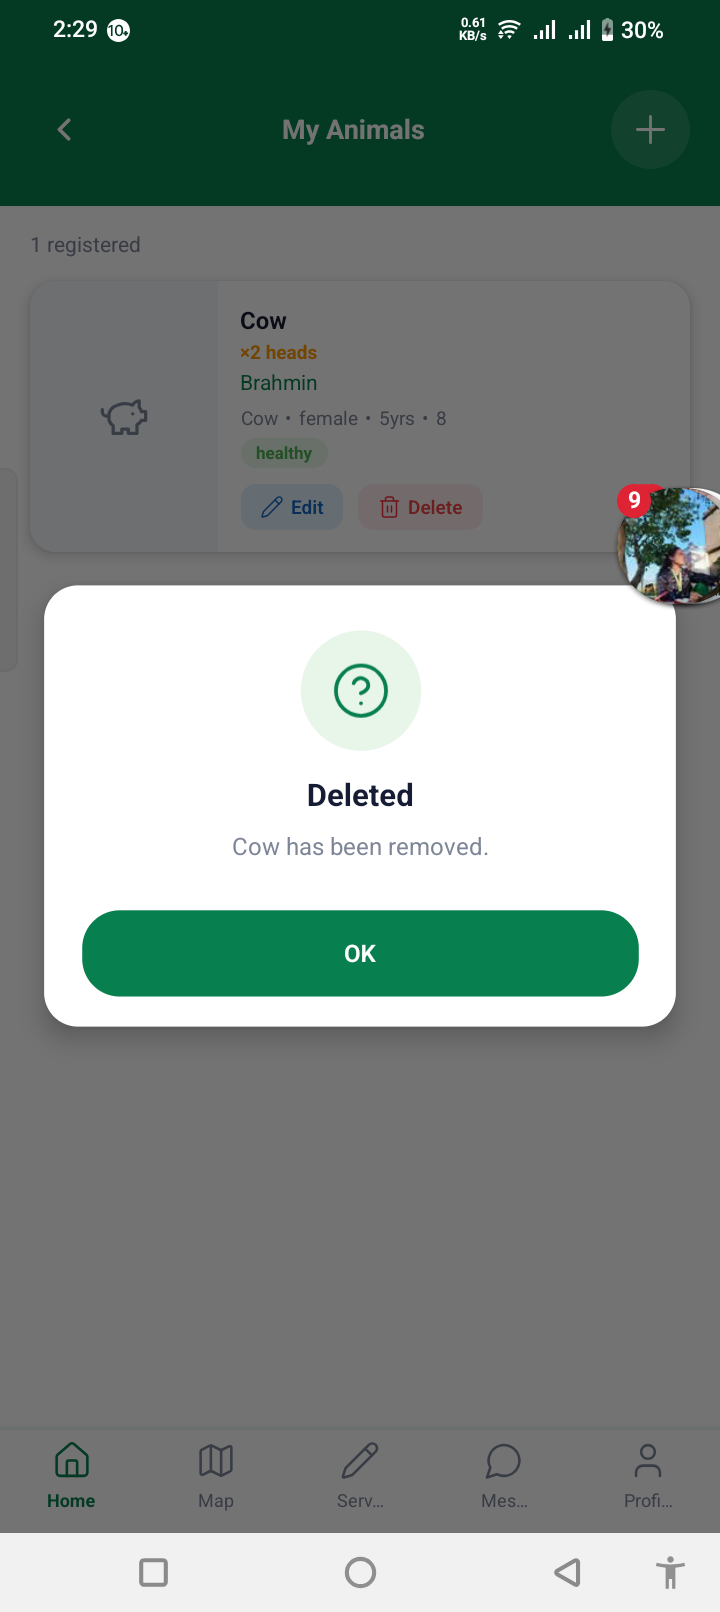 2:29
10
0.61
KB/s
30%
My Animals
1 registered
Cow
×2 heads
Brahmin
Cow • female • 5yrs • 8
healthy
Edit
Delete
9
Deleted
Cow has been removed.
OK
Home
Map
Serv...
Mes...
Profi...